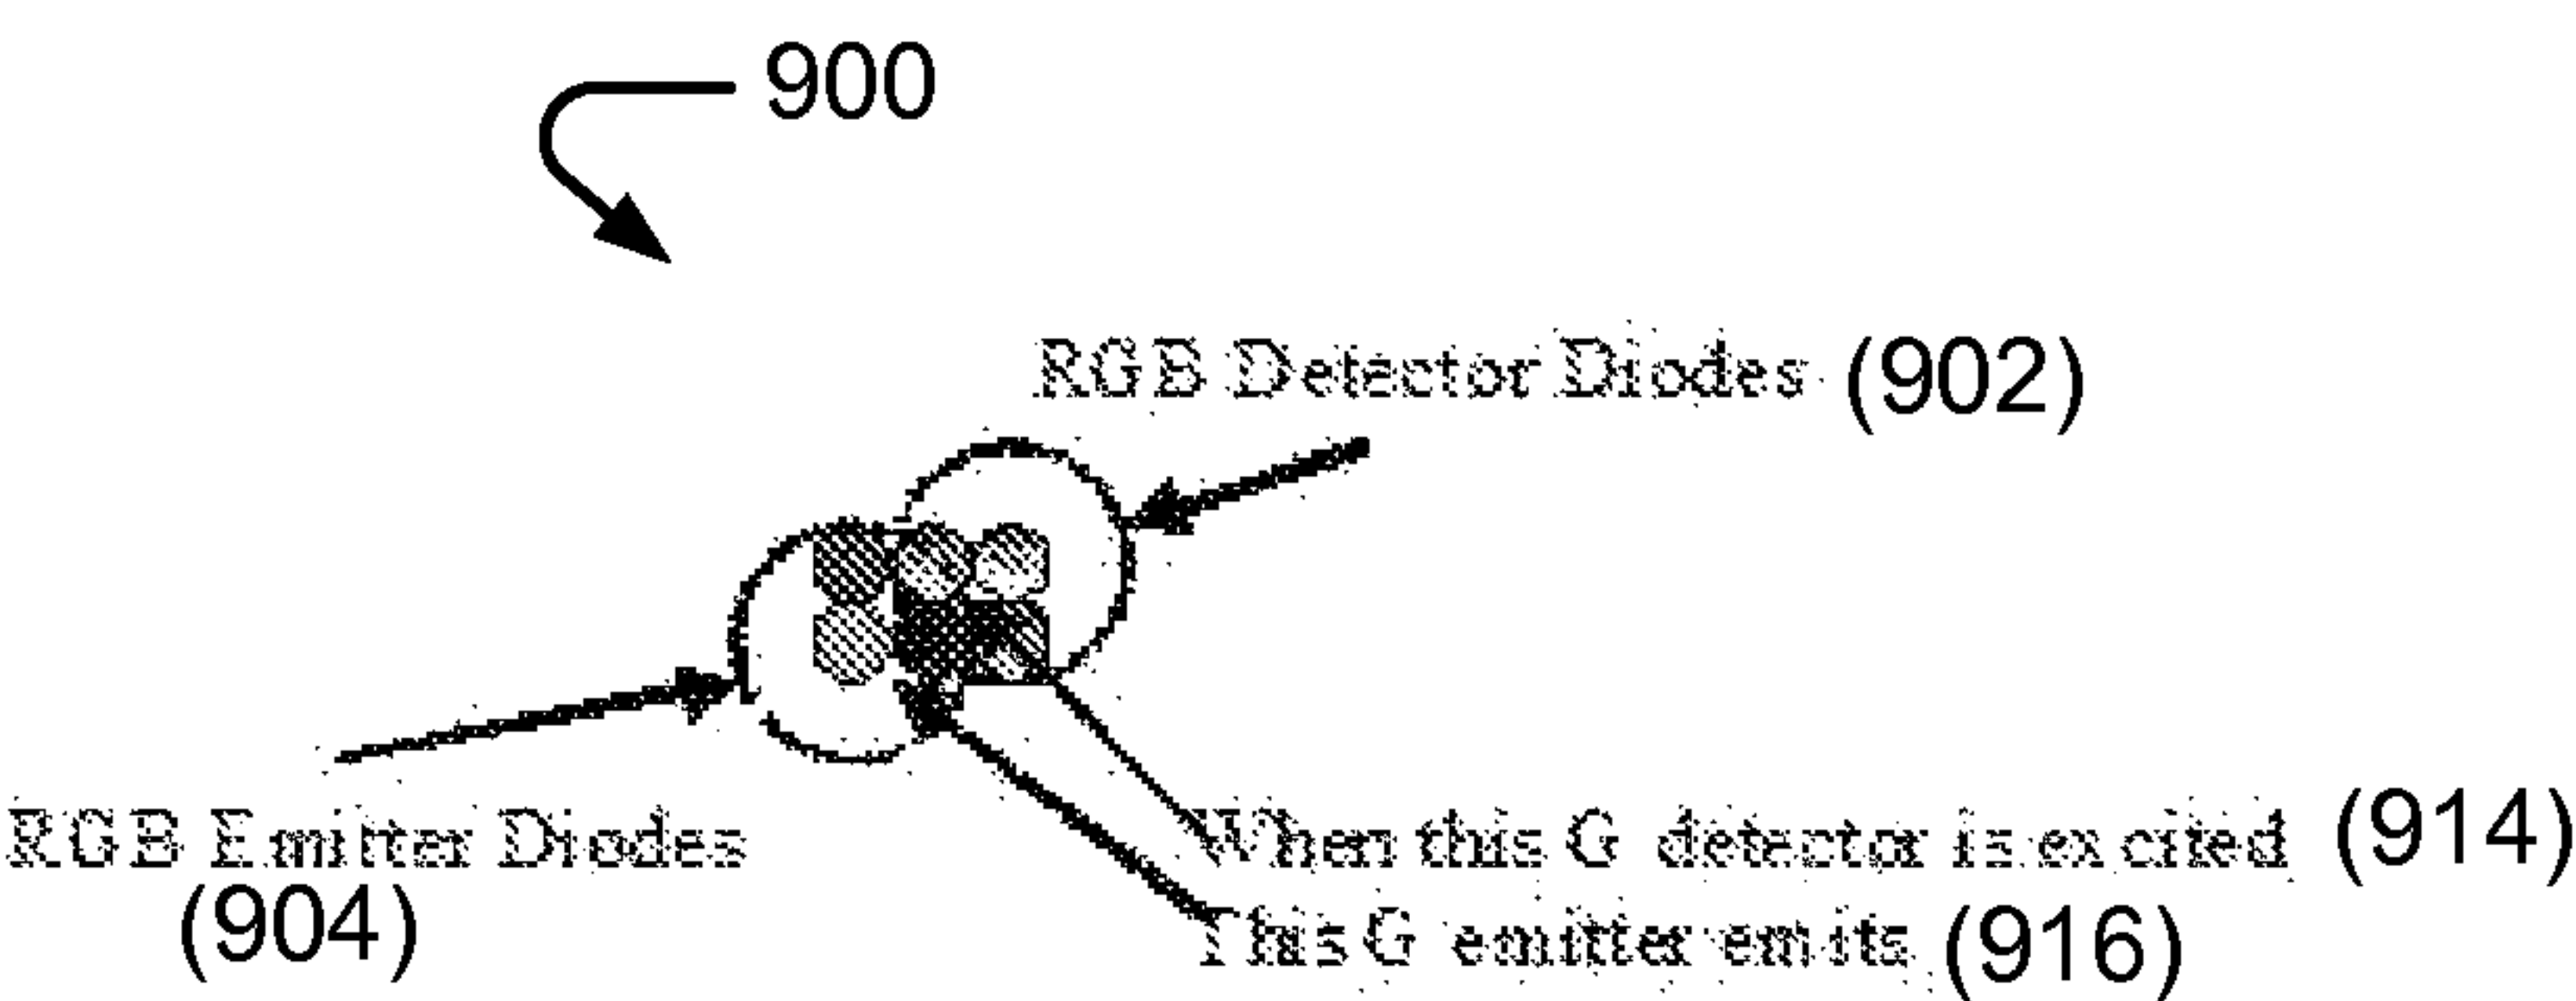 900
RGB Detector Diodes (902)
RGB Emitter Diodes
(904)
When this G detector is excited (914)
This G emitter emits (916)